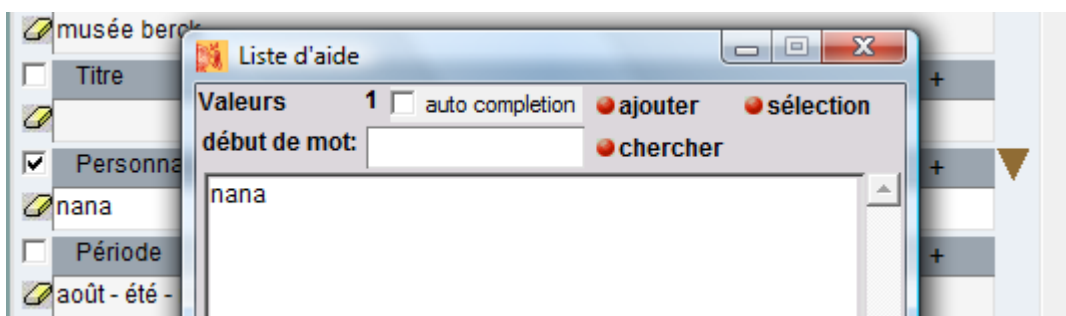 musée berck
Liste d'aide
Titre
+
Valeurs 1 auto completion ajouter sélection
début de mot: chercher
Personna
+
nana
nana
Période
+
août - été -